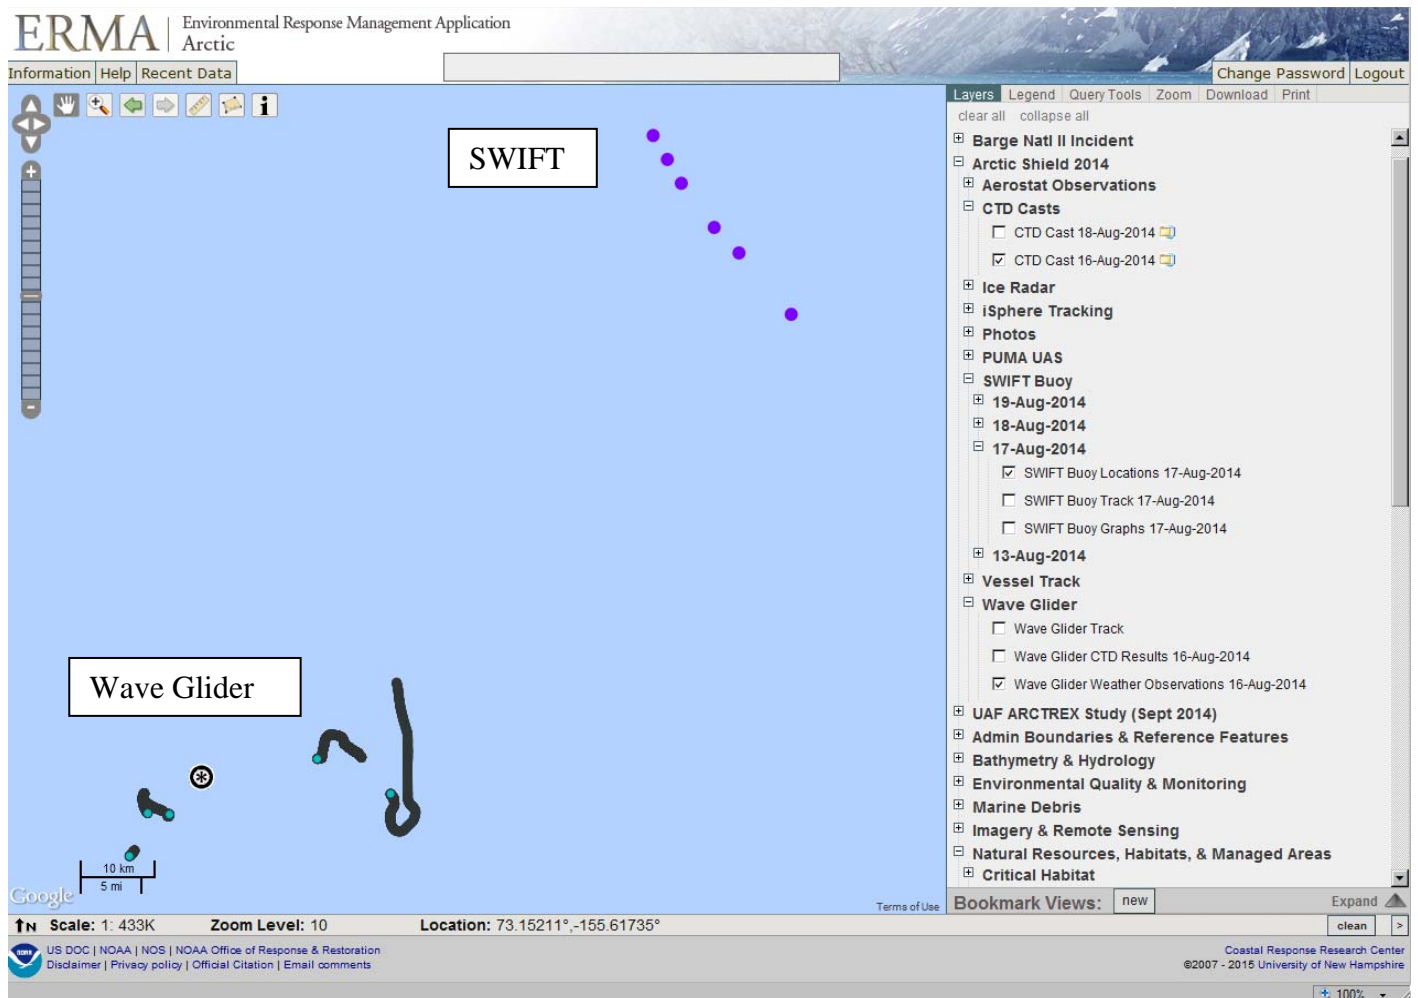 ERMA
Environmental Response Management Application
Arctic
Information Help Recent Data
Change Password Logout
Layers Legend Query Tools Zoom Download Print
clear all collapse all
SWIFT
Barge Natl II Incident
Arctic Shield 2014
Aerostat Observations
CTD Casts
CTD Cast 18-Aug-2014
CTD Cast 16-Aug-2014
Ice Radar
iSphere Tracking
Photos
PUMA UAS
SWIFT Buoy
19-Aug-2014
18-Aug-2014
17-Aug-2014
SWIFT Buoy Locations 17-Aug-2014
SWIFT Buoy Track 17-Aug-2014
SWIFT Buoy Graphs 17-Aug-2014
13-Aug-2014
Vessel Track
Wave Glider
Wave Glider Track
Wave Glider CTD Results 16-Aug-2014
Wave Glider Weather Observations 16-Aug-2014
UAF ARCTREX Study (Sept 2014)
Admin Boundaries & Reference Features
Bathymetry & Hydrology
Environmental Quality & Monitoring
Marine Debris
Imagery & Remote Sensing
Natural Resources, Habitats, & Managed Areas
Critical Habitat
Wave Glider
10 km
5 mi
Google
Terms of Use
Bookmark Views: new Expand
N Scale: 1: 433K Zoom Level: 10 Location: 73.15211°,-155.61735°
clean >
NOAA
US DOC | NOAA | NOS | NOAA Office of Response & Restoration
Disclaimer | Privacy policy | Official Citation | Email comments
Coastal Response Research Center
©2007 - 2015 University of New Hampshire
100%